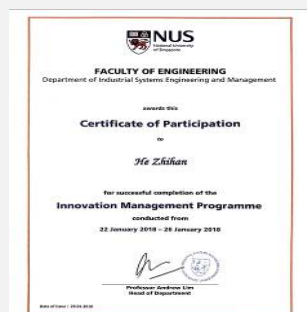 NUS
National University
of Singapore
FACULTY OF ENGINEERING
Department of Industrial Systems Engineering and Management
awards this
Certificate of Participation
to
He Zhihan
for successful completion of the
Innovation Management Programme
conducted from
22 January 2018 – 26 January 2018
Professor Andrew Lim
Head of Department